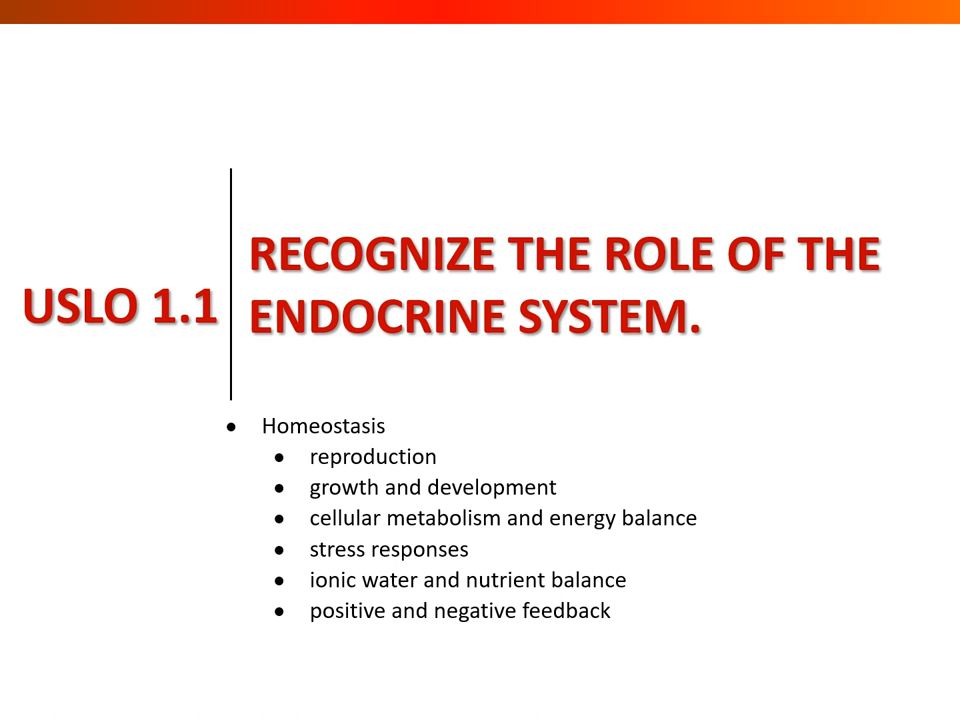 USLO 1.1
RECOGNIZE THE ROLE OF THE
ENDOCRINE SYSTEM.
● Homeostasis
● reproduction
● growth and development
● cellular metabolism and energy balance
● stress responses
● ionic water and nutrient balance
● positive and negative feedback